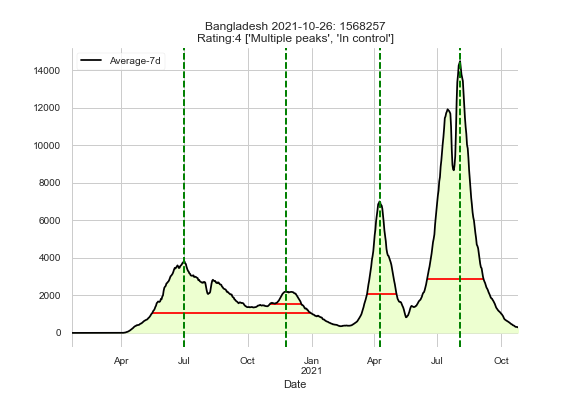 Bangladesh 2021-10-26: 1568257
Rating:4 ['Multiple peaks', 'In control']
Average-7d
14000
12000
10000
8000
6000
4000
2000
0
Apr Jul Oct Jan Apr Jul Oct
2021
Date